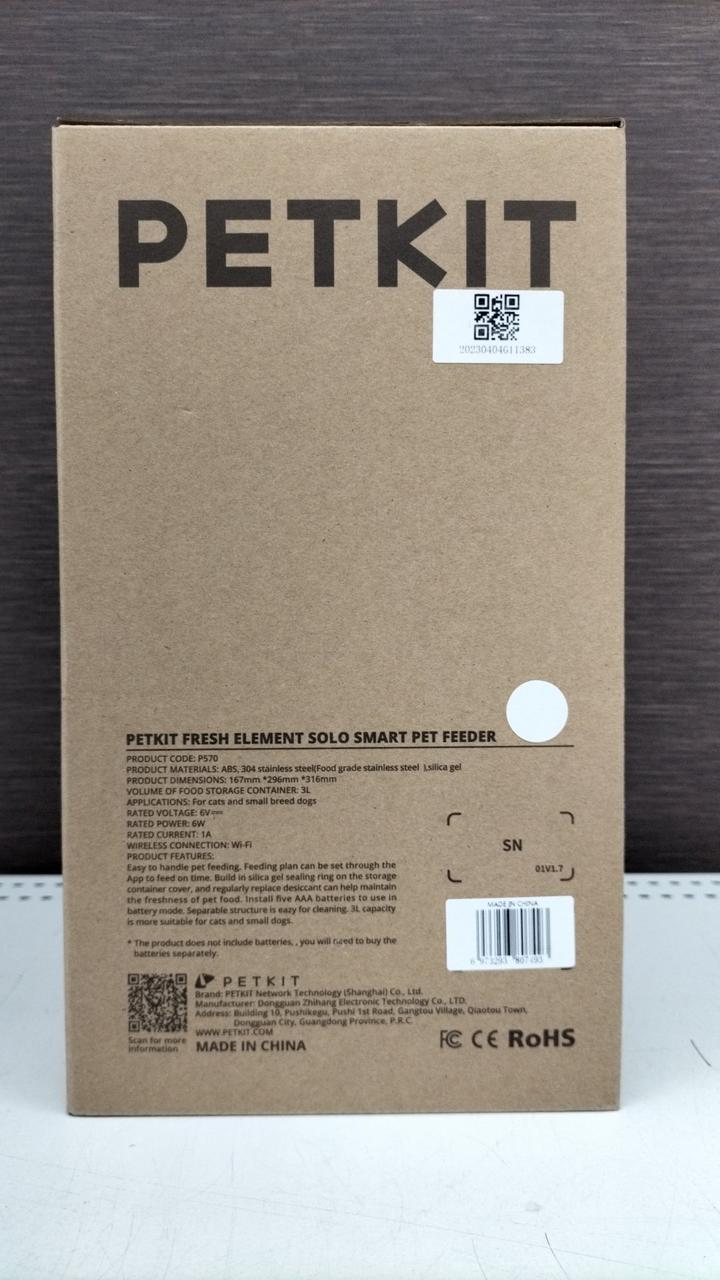 PETKIT
20230404G11383
PETKIT FRESH ELEMENT SOLO SMART PET FEEDER
PRODUCT CODE: P570
PRODUCT MATERIALS: ABS, 304 stainless steel(Food grade stainless steel ),silica gel
PRODUCT DIMENSIONS: 167mm *296mm *316mm
VOLUME OF FOOD STORAGE CONTAINER: 3L
APPLICATIONS: For cats and small breed dogs
RATED VOLTAGE: 6V⎓
RATED POWER: 6W
RATED CURRENT: 1A
WIRELESS CONNECTION: Wi-Fi
PRODUCT FEATURES:
Easy to handle pet feeding. Feeding plan can be set through the
App to feed on time. Build in silica gel sealing ring on the storage
container cover, and regularly replace desiccant can help maintain
the freshness of pet food. Install five AAA batteries to use in
battery mode. Separable structure is eazy for cleaning. 3L capacity
is more suitable for cats and small dogs.
* The product does not include batteries, , you will need to buy the
batteries separately.
SN
01V1.7
MADE IN CHINA
6 973293 807493
PETKIT
Brand: PETKIT Network Technology (Shanghai) Co., Ltd.
Manufacturer: Dongguan Zhihang Electronic Technology Co., LTD.
Address: Building 10, Pushikegu, Pushi 1st Road, Gangtou Village, Qiaotou Town,
Dongguan City, Guangdong Province, P.R.C.
WWW.PETKIT.COM
MADE IN CHINA
Scan for more
information
FC CE RoHS